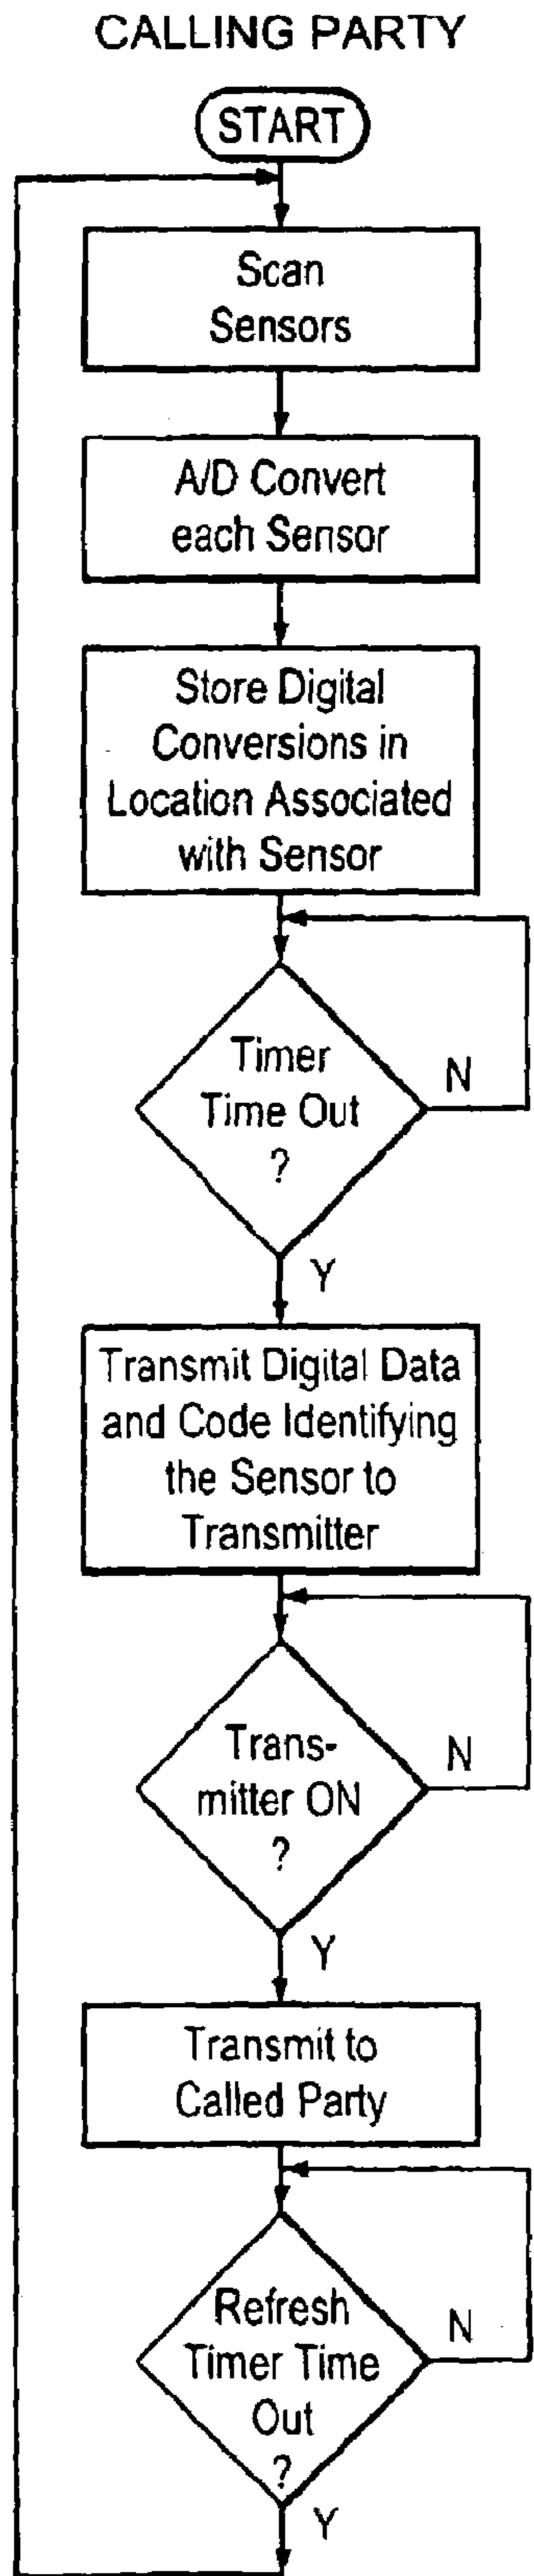 CALLING PARTY
START
Scan
Sensors
A/D Convert
each Sensor
Store Digital
Conversions in
Location Associated
with Sensor
Timer
Time Out
?
N
Y
Transmit Digital Data
and Code Identifying
the Sensor to
Transmitter
Trans-
mitter ON
?
N
Y
Transmit to
Called Party
Refresh
Timer Time
Out
?
N
Y